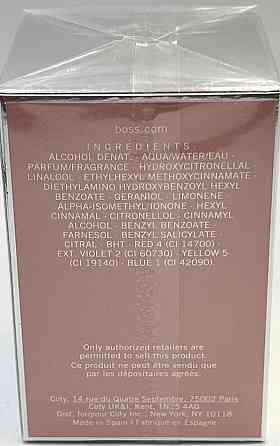 boss.com
INGREDIENTS:
ALCOHOL DENAT. - AQUA/WATER/EAU -
PARFUM/FRAGRANCE - HYDROXYCITRONELLAL -
LINALOOL - ETHYLHEXYL METHOXYCINNAMATE -
DIETHYLAMINO HYDROXYBENZOYL HEXYL
BENZOATE - GERANIOL - LIMONENE
ALPHA-ISOMETHYL IONONE - HEXYL
CINNAMAL - CITRONELLOL - CINNAMYL
ALCOHOL - BENZYL BENZOATE -
FARNESOL - BENZYL SALICYLATE -
CITRAL - BHT - RED 4 (CI 14700) -
EXT. VIOLET 2 (CI 60730) - YELLOW 5
(CI 19140) - BLUE 1 (CI 42090).
Only authorized retailers are
permitted to sell this product.
Ce produit ne peut être vendu que
par les dépositaires agréés.
Coty, 14 rue du Quatre Septembre, 75002 Paris
Coty UK&I, Kent, TN25 4AQ
Dist. for/pour Coty Inc., New York, NY 10118
Made in Spain / Fabriqué en Espagne